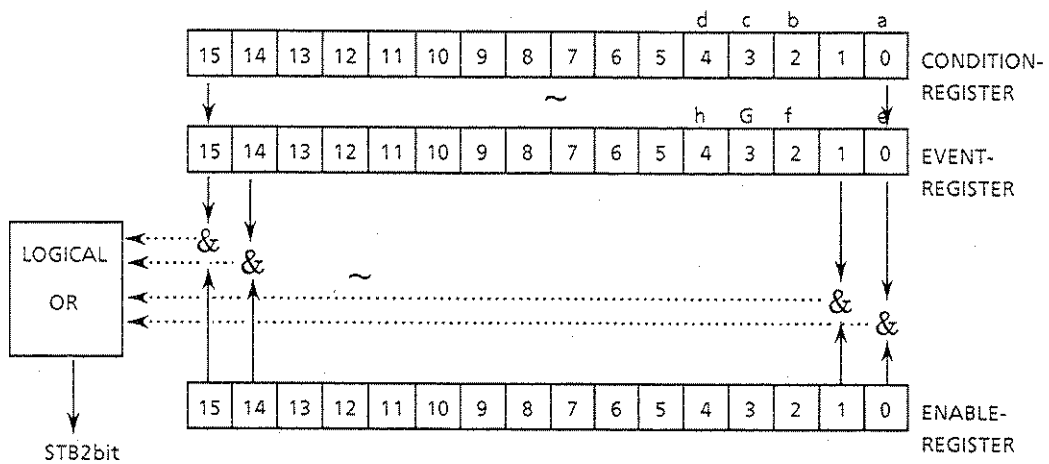 d c b a
15 14 13 12 11 10 9 8 7 6 5 4 3 2 1 0
CONDITION-
REGISTER
~
h G f e
15 14 13 12 11 10 9 8 7 6 5 4 3 2 1 0
EVENT-
REGISTER
&
&
LOGICAL
OR
~
&
&
15 14 13 12 11 10 9 8 7 6 5 4 3 2 1 0
ENABLE-
REGISTER
STB2bit